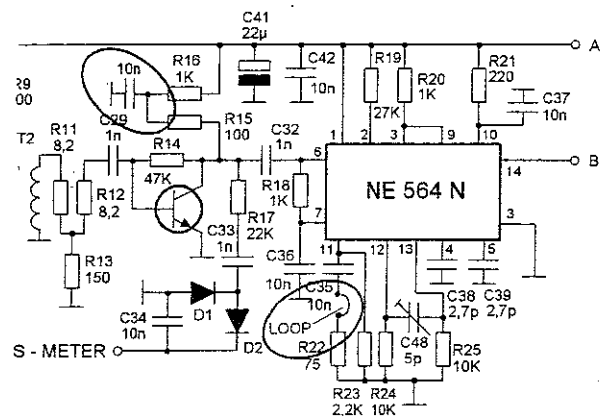 C41
22µ
A
10n
R16
1K
C42
10n
R19
27K
R20
1K
R21
220
C37
10n
R9
00
R15
100
T2
R11
8,2
C29
1n
R14
47K
C32
1n
1
2
3
9
10
6
14
B
NE 564 N
R12
8,2
R18
1K
7
3
R17
22K
C33
1n
11
12
13
4
5
R13
150
C36
10n
C35
10n
C38
2,7p
C39
2,7p
C34
10n
D1
LOOP
C48
5p
S - METER
D2
R22
75
R25
10K
R23
2,2K
R24
10K